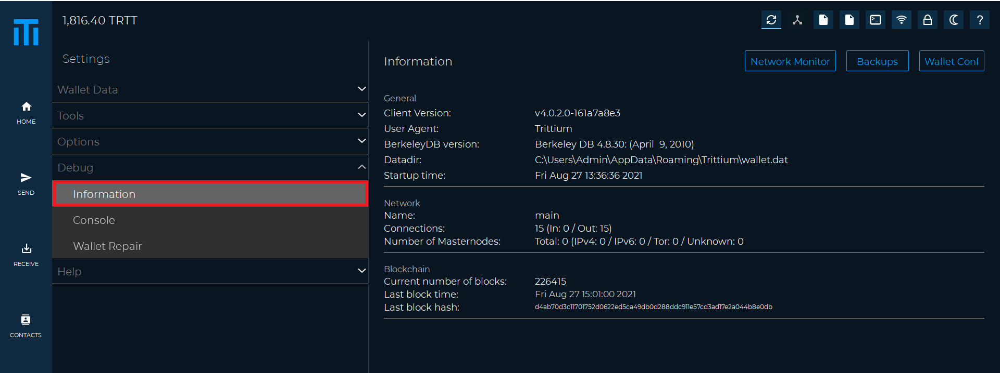 1,816.40 TRTT
HOME
SEND
RECEIVE
CONTACTS
Settings
Wallet Data
Tools
Options
Debug
Information
Console
Wallet Repair
Help
Information
Network Monitor
Backups
Wallet Conf
General
Client Version: v4.0.2.0-161a7a8e3
User Agent: Trittium
BerkeleyDB version: Berkeley DB 4.8.30: (April  9, 2010)
Datadir: C:\Users\Admin\AppData\Roaming\Trittium\wallet.dat
Startup time: Fri Aug 27 13:36:36 2021
Network
Name: main
Connections: 15 (In: 0 / Out: 15)
Number of Masternodes: Total: 0 (IPv4: 0 / IPv6: 0 / Tor: 0 / Unknown: 0
Blockchain
Current number of blocks: 226415
Last block time: Fri Aug 27 15:01:00 2021
Last block hash: d4ab70d3c11701752d0622ed5ca49db0d288ddc911e57cd3ad17e2a044b8e0db